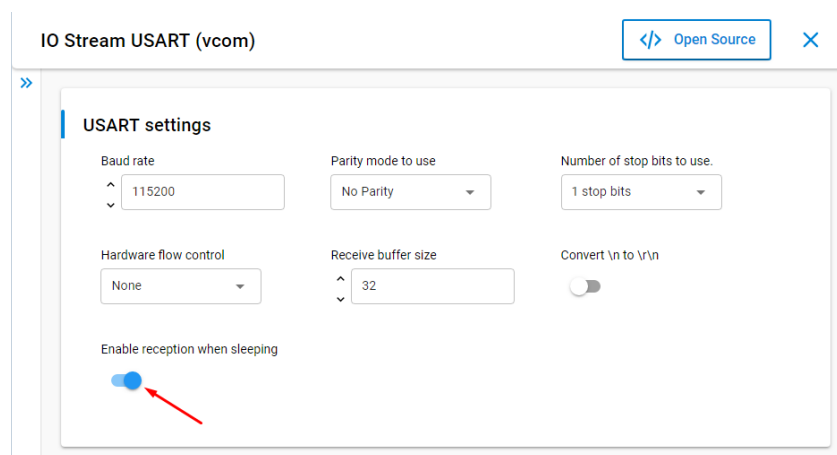 IO Stream USART (vcom)
</> Open Source
USART settings
Baud rate
Parity mode to use
Number of stop bits to use.
115200
No Parity
1 stop bits
Hardware flow control
Receive buffer size
Convert \n to \r\n
None
32
Enable reception when sleeping